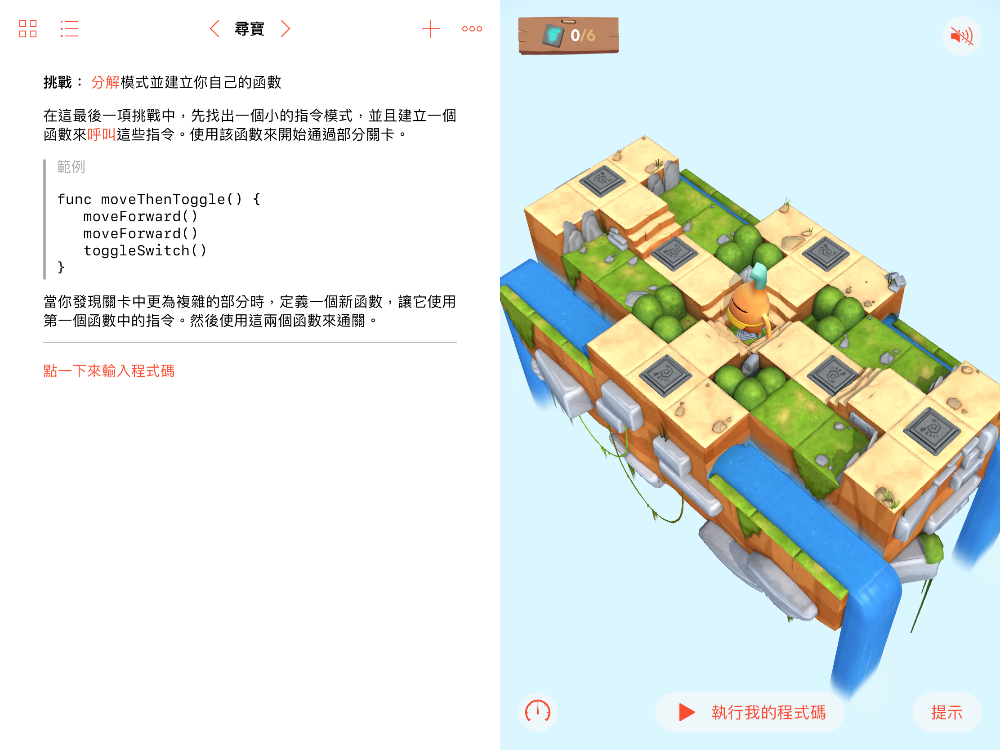 尋寶
挑戰： 分解模式並建立你自己的函數
在這最後一項挑戰中，先找出一個小的指令模式，並且建立一個
函數來呼叫這些指令。使用該函數來開始通過部分關卡。
範例
func moveThenToggle() {
   moveForward()
   moveForward()
   toggleSwitch()
}
當你發現關卡中更為複雜的部分時，定義一個新函數，讓它使用
第一個函數中的指令。然後使用這兩個函數來通關。
點一下來輸入程式碼
0/6
執行我的程式碼
提示